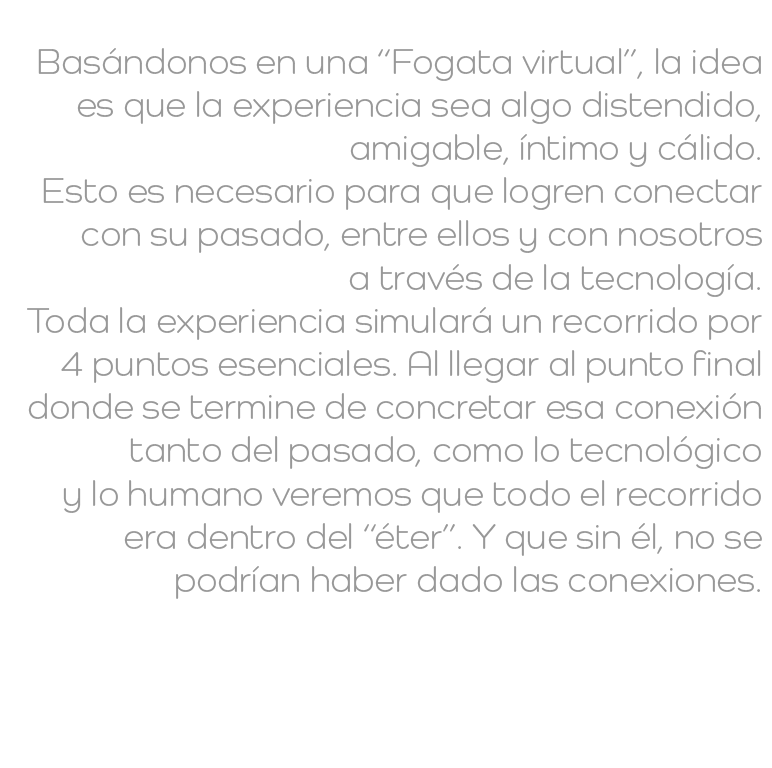 Basándonos en una “Fogata virtual”, la idea
es que la experiencia sea algo distendido,
amigable, íntimo y cálido.
Esto es necesario para que logren conectar
con su pasado, entre ellos y con nosotros
a través de la tecnología.
Toda la experiencia simulará un recorrido por
4 puntos esenciales. Al llegar al punto final
donde se termine de concretar esa conexión
tanto del pasado, como lo tecnológico
y lo humano veremos que todo el recorrido
era dentro del “éter”. Y que sin él, no se
podrían haber dado las conexiones.